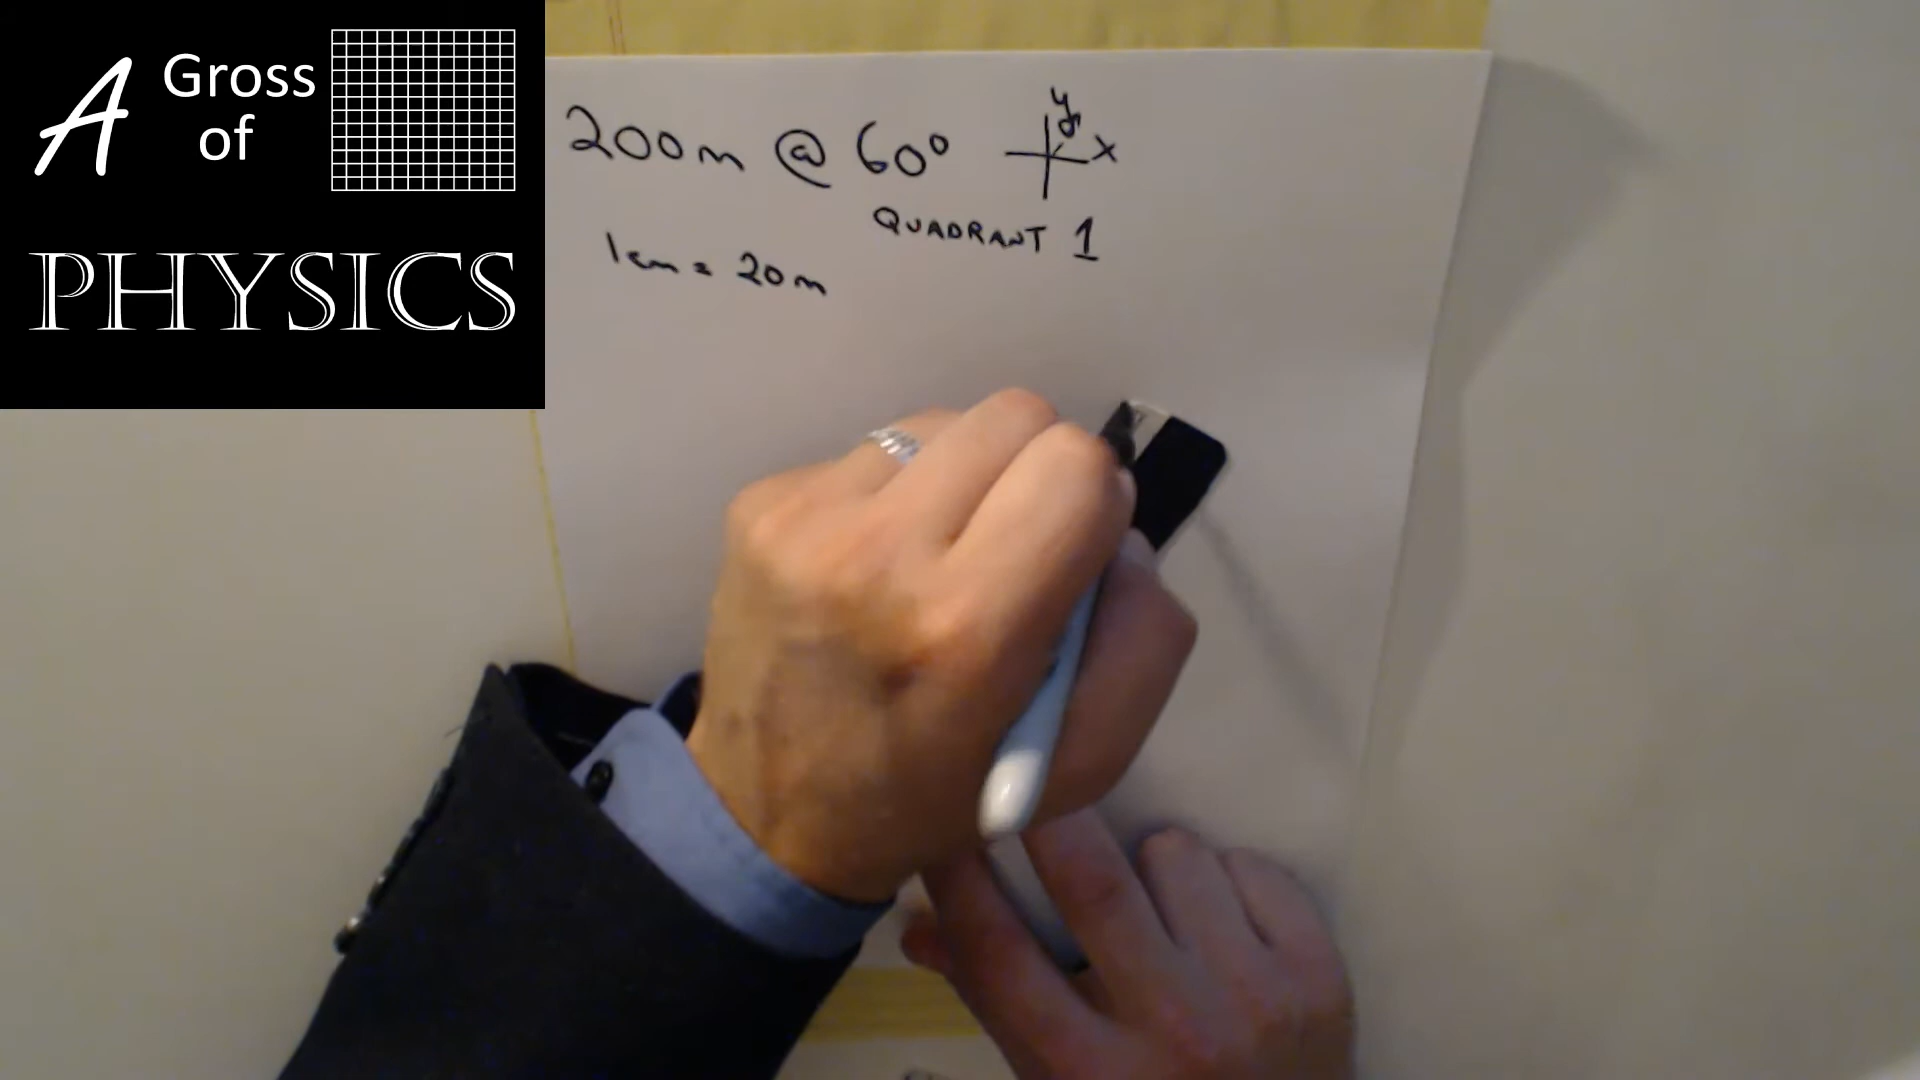 A Gross
of
PHYSICS
200m @ 60°
y
x
QUADRANT 1
1cm = 20m